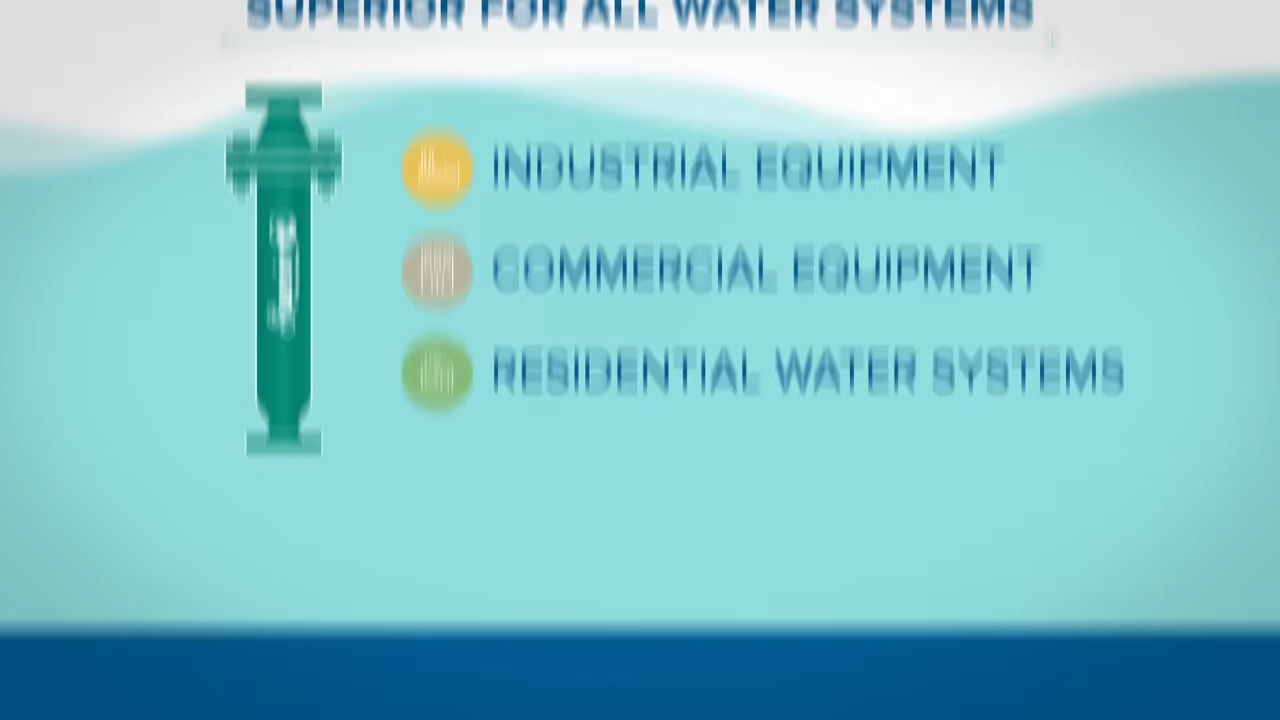 SUPERIOR FOR ALL WATER SYSTEMS
INDUSTRIAL EQUIPMENT
COMMERCIAL EQUIPMENT
RESIDENTIAL WATER SYSTEMS